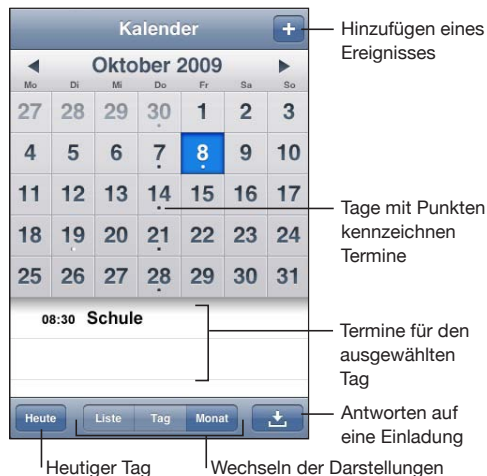 Kalender
+
Hinzufügen eines
Ereignisses
Oktober 2009
Mo Di Mi Do Fr Sa So
27 28 29 30 1 2 3
4 5 6 7 8 9 10
11 12 13 14 15 16 17
18 19 20 21 22 23 24
25 26 27 28 29 30 31
Tage mit Punkten
kennzeichnen
Termine
08:30 Schule
Termine für den
ausgewählten
Tag
Heute Liste Tag Monat
Antworten auf
eine Einladung
Heutiger Tag
Wechseln der Darstellungen